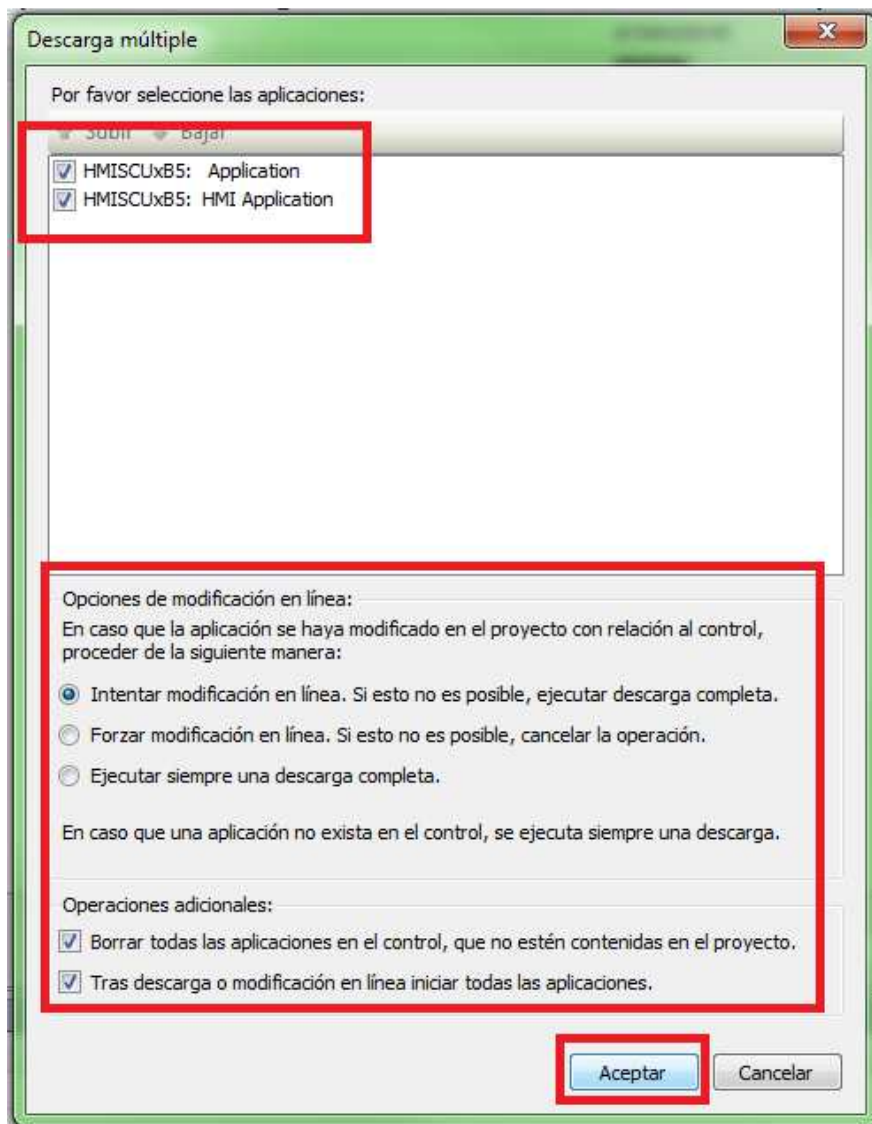 Descarga múltiple
Por favor seleccione las aplicaciones:
Subir Bajar
HMISCUxB5: Application
HMISCUxB5: HMI Application
Opciones de modificación en línea:
En caso que la aplicación se haya modificado en el proyecto con relación al control,
proceder de la siguiente manera:
Intentar modificación en línea. Si esto no es posible, ejecutar descarga completa.
Forzar modificación en línea. Si esto no es posible, cancelar la operación.
Ejecutar siempre una descarga completa.
En caso que una aplicación no exista en el control, se ejecuta siempre una descarga.
Operaciones adicionales:
Borrar todas las aplicaciones en el control, que no estén contenidas en el proyecto.
Tras descarga o modificación en línea iniciar todas las aplicaciones.
Aceptar Cancelar